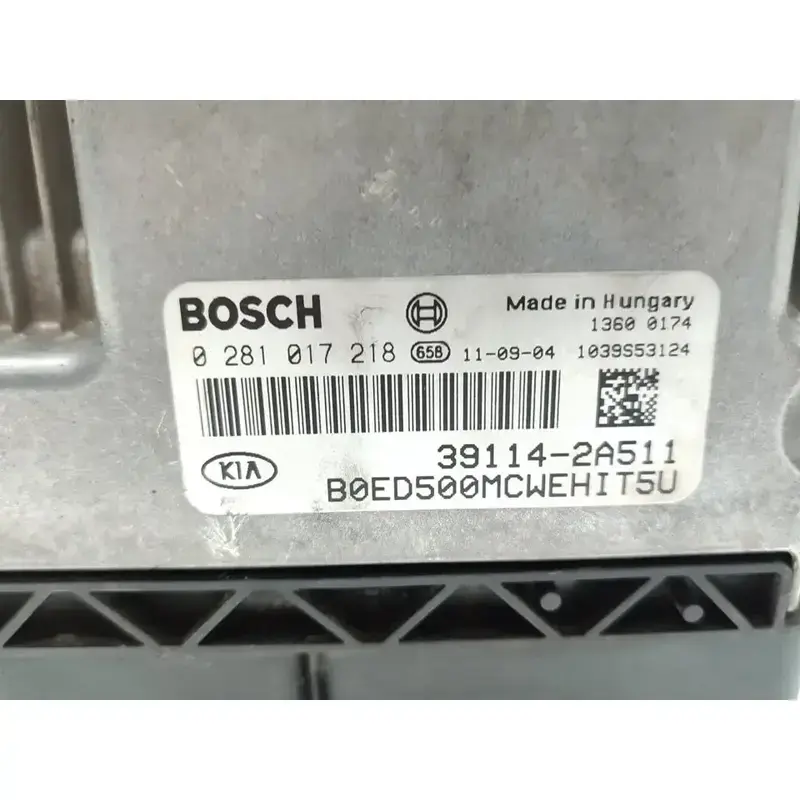 BOSCH
Made in Hungary
1360 0174
0 281 017 218 658 11-09-04 1039S53124
39114-2A511
KIA
B0ED500MCWEHIT5U